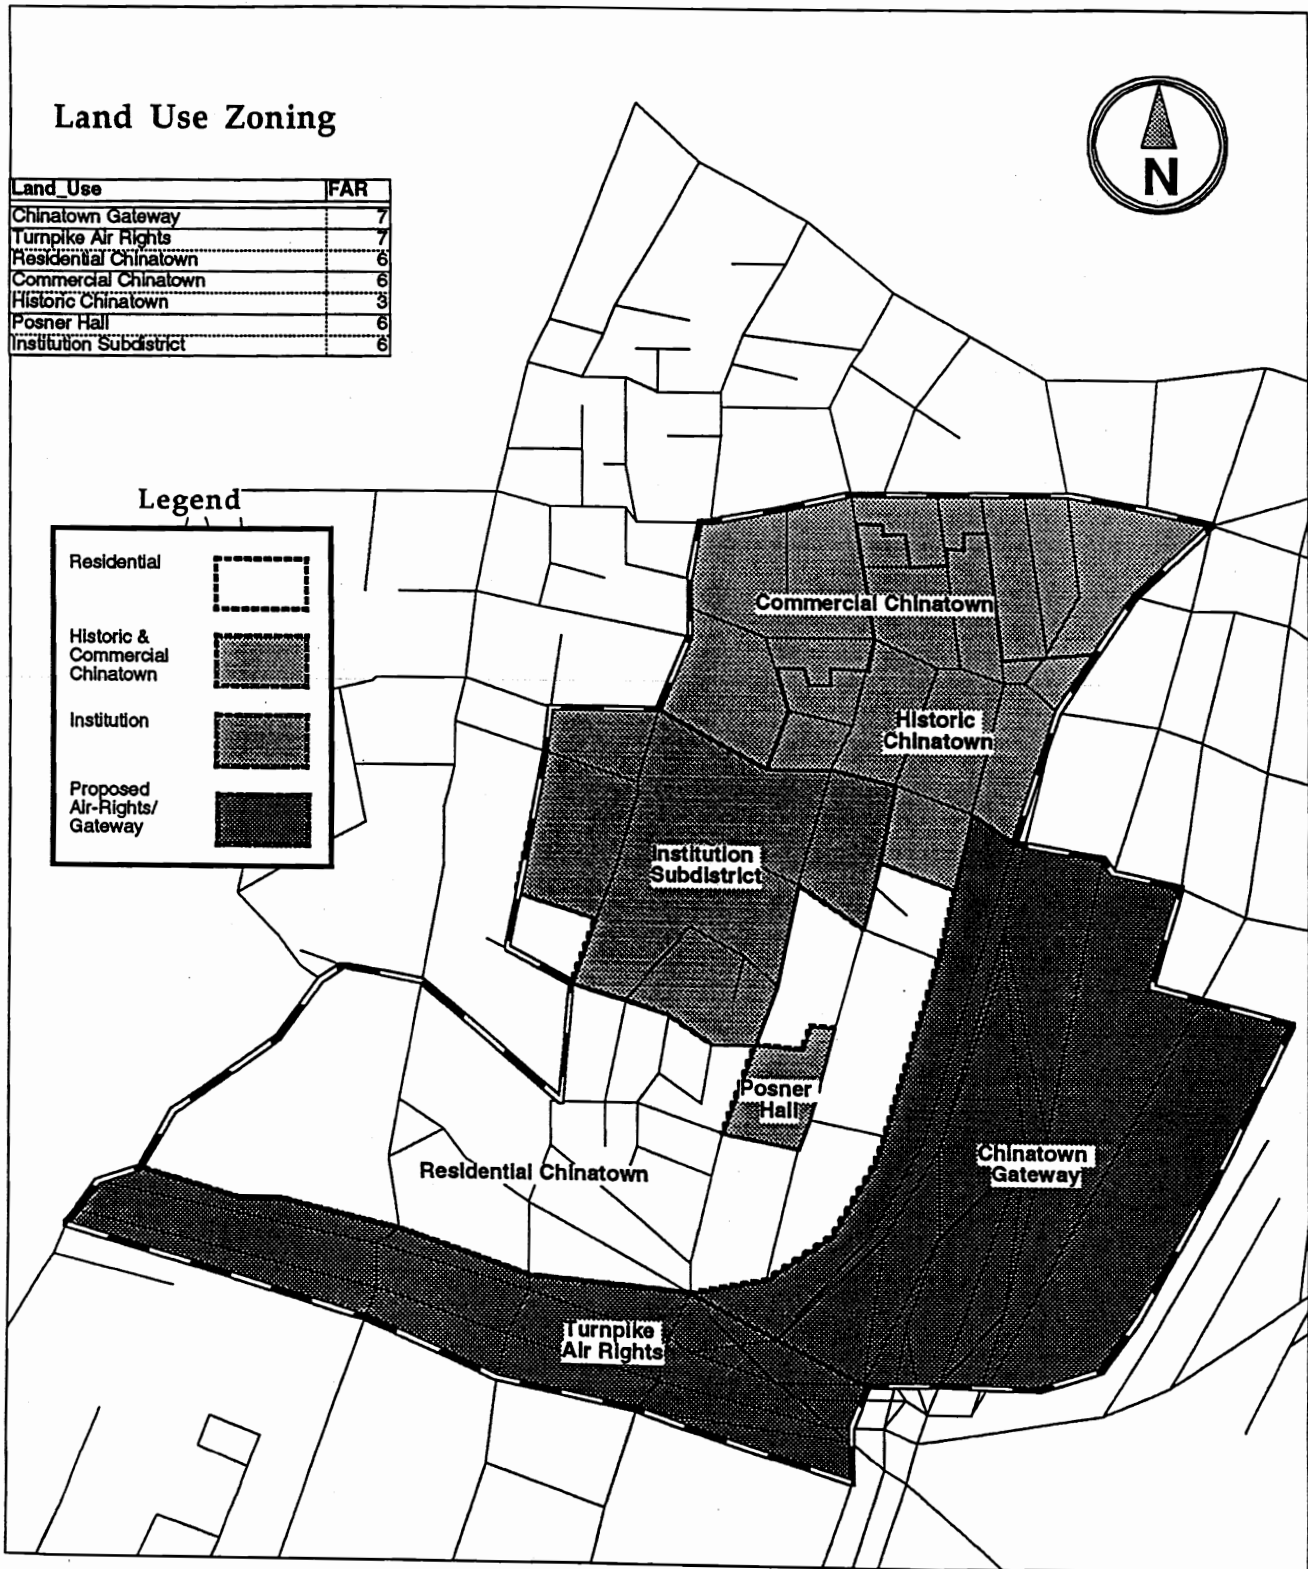 Land Use Zoning
N
Land_Use FAR
Chinatown Gateway 7
Turnpike Air Rights 7
Residential Chinatown 6
Commercial Chinatown 6
Historic Chinatown 3
Posner Hall 6
Institution Subdistrict 6
Legend
Residential
Historic &
Commercial
Chinatown
Institution
Proposed
Air-Rights/
Gateway
Commercial Chinatown
Historic
Chinatown
Institution
Subdistrict
Posner
Hall
Chinatown
Gateway
Residential Chinatown
Turnpike
Air Rights